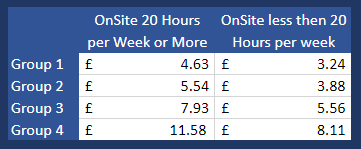 OnSite 20 Hours per Week or More OnSite less then 20 Hours per week
Group 1 £ 4.63 £ 3.24
Group 2 £ 5.54 £ 3.88
Group 3 £ 7.93 £ 5.56
Group 4 £ 11.58 £ 8.11